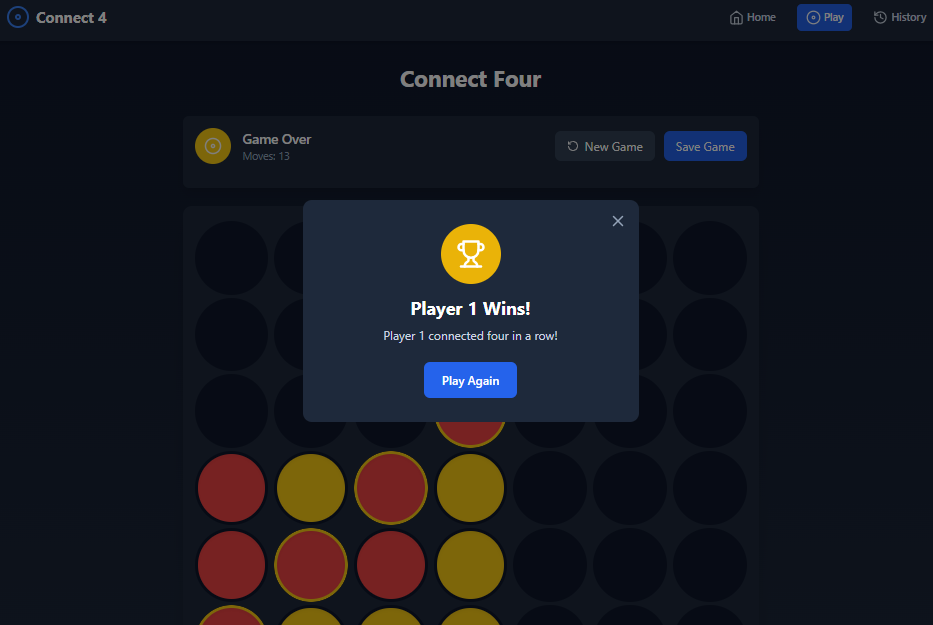 Connect 4
Home
Play
History
Connect Four
Game Over
Moves: 13
New Game
Save Game
Player 1 Wins!
Player 1 connected four in a row!
Play Again